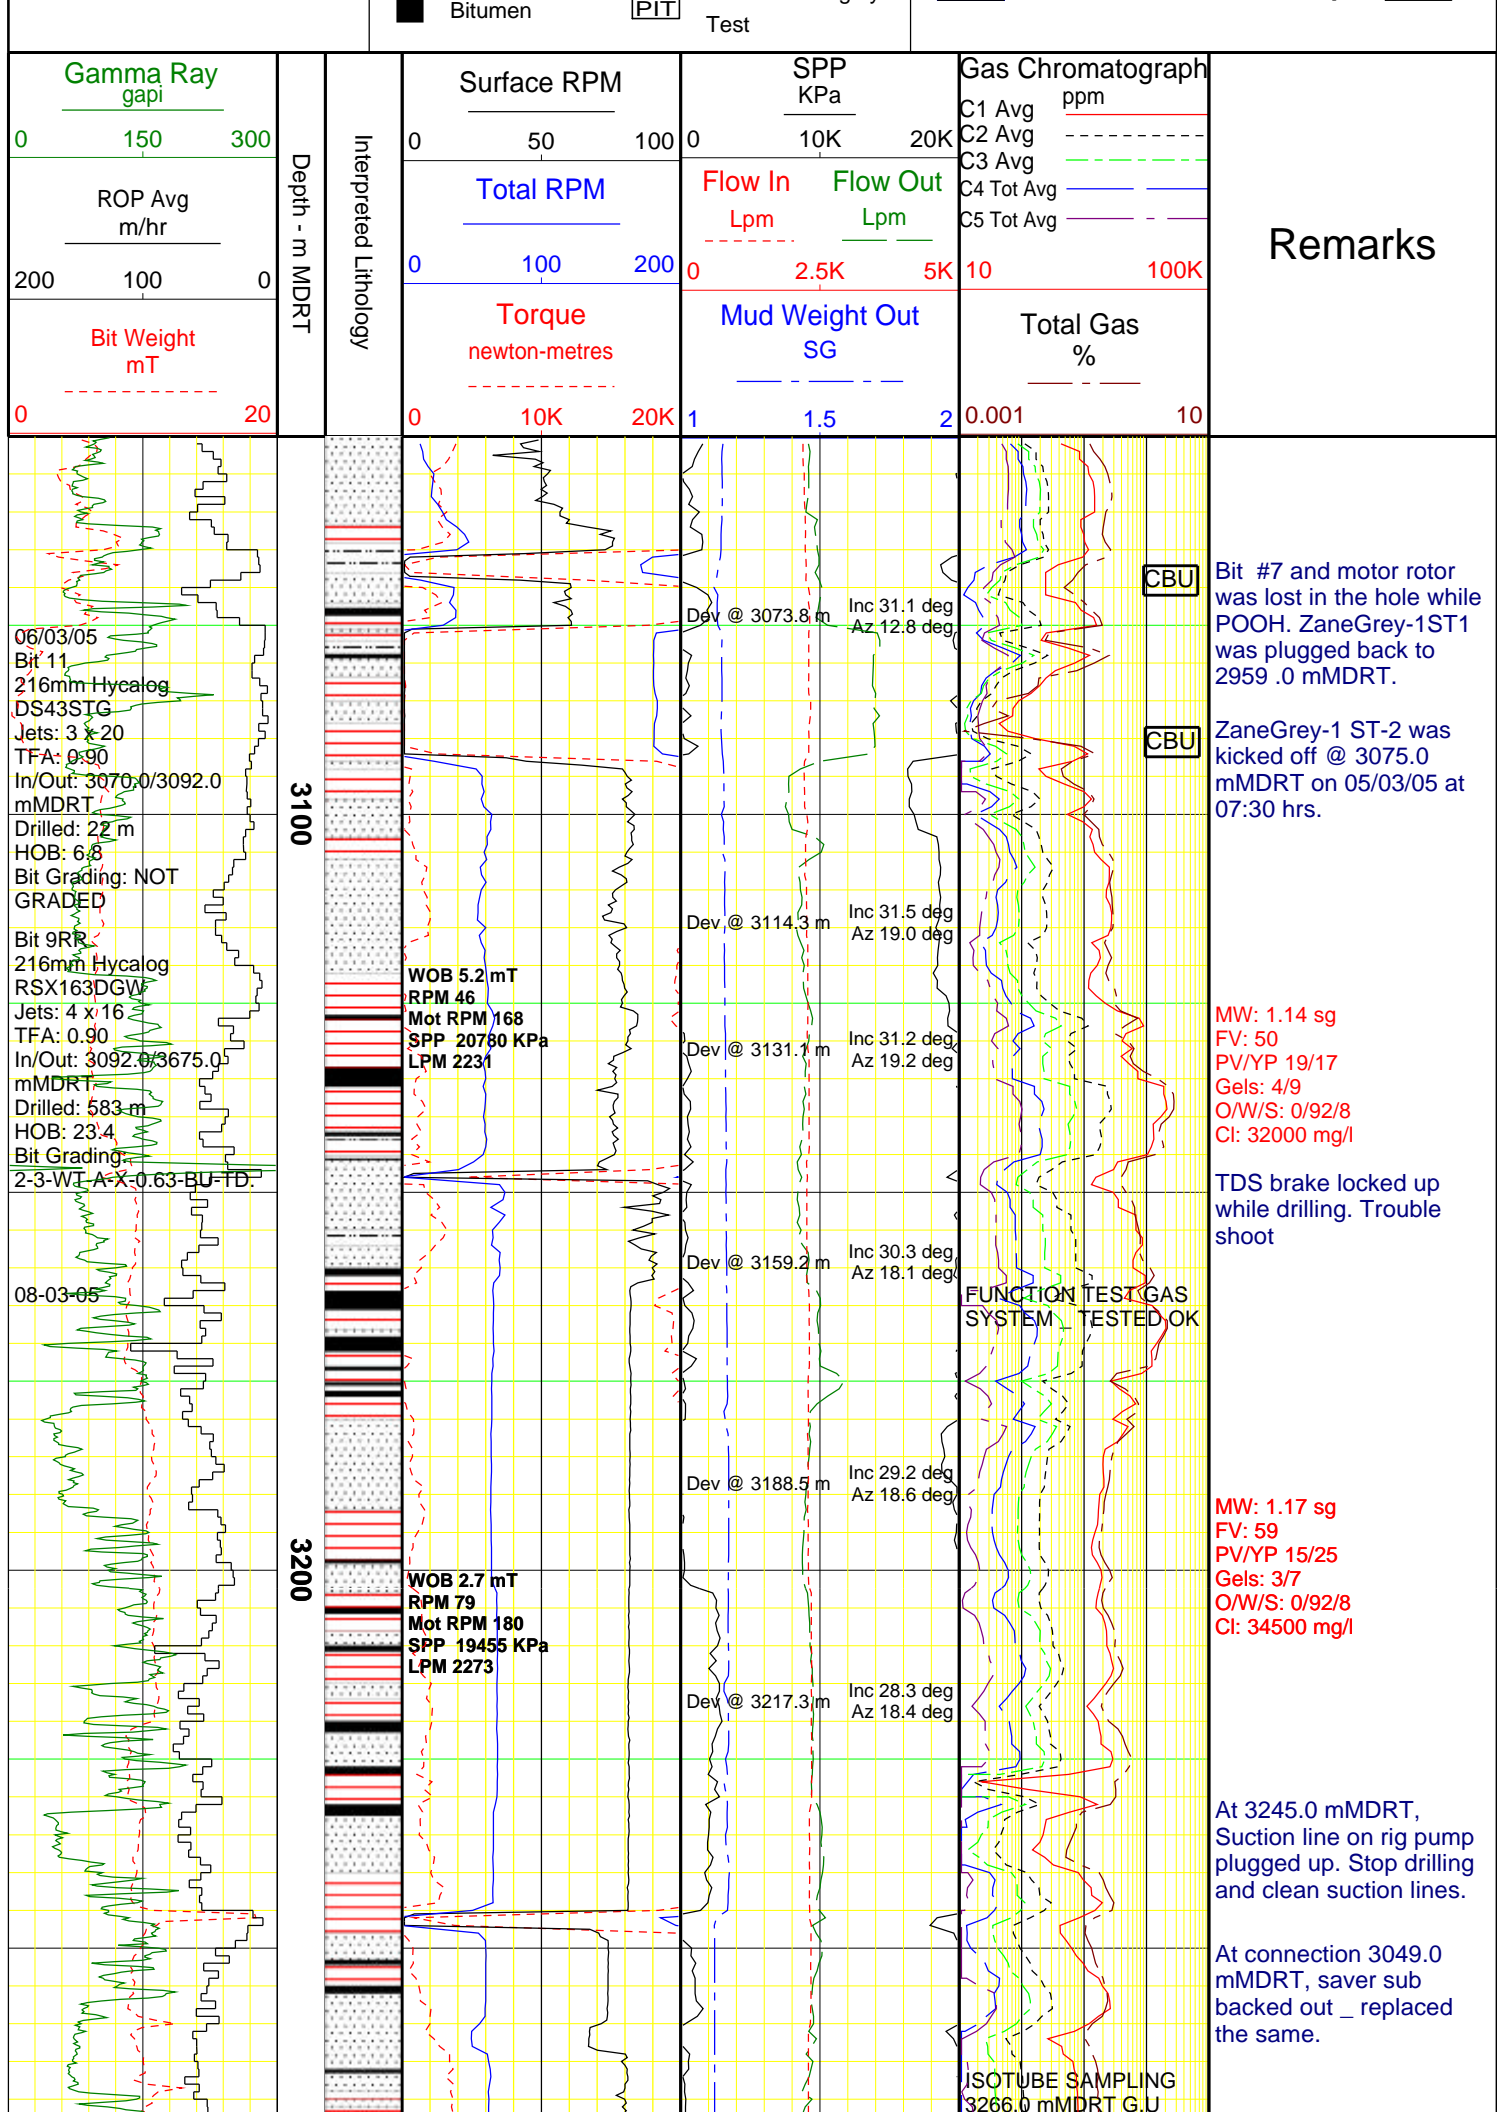 Bitumen
PIT
Test
Gamma Ray
gapi
0 150 300
ROP Avg
m/hr
200 100 0
Bit Weight
mT
0 20
Depth - m MDRT
Interpreted Lithology
Surface RPM
0 50 100
Total RPM
0 100 200
Torque
newton-metres
0 10K 20K
SPP
KPa
0 10K 20K
Flow In Flow Out
Lpm Lpm
0 2.5K 5K
Mud Weight Out
SG
1 1.5 2
Gas Chromatograph
ppm
C1 Avg
C2 Avg
C3 Avg
C4 Tot Avg
C5 Tot Avg
10 100K
Total Gas
%
0.001 10
Remarks
06/03/05
Bit 11
216mm Hycalog
DS43STG
Jets: 3 x 20
TFA: 0.90
In/Out: 3070.0/3092.0
mMDRT
Drilled: 22 m
HOB: 6.8
Bit Grading: NOT
GRADED
Bit 9RR
216mm Hycalog
RSX163DGW
Jets: 4 x 16
TFA: 0.90
In/Out: 3092.0/3675.0
mMDRT
Drilled: 583 m
HOB: 23.4
Bit Grading:
2-3-WT A-X-0.63-BU-TD.
08-03-05
3100
3200
WOB 5.2 mT
RPM 46
Mot RPM 168
SPP 20780 KPa
LPM 2231
WOB 2.7 mT
RPM 79
Mot RPM 180
SPP 19455 KPa
LPM 2273
Dev @ 3073.8 m Inc 31.1 deg
Az 12.8 deg
Dev @ 3114.3 m Inc 31.5 deg
Az 19.0 deg
Dev @ 3131.1 m Inc 31.2 deg
Az 19.2 deg
Dev @ 3159.2 m Inc 30.3 deg
Az 18.1 deg
Dev @ 3188.5 m Inc 29.2 deg
Az 18.6 deg
Dev @ 3217.3 m Inc 28.3 deg
Az 18.4 deg
CBU
CBU
FUNCTION TEST GAS
SYSTEM _ TESTED OK
ISOTUBE SAMPLING
3266.0 mMDRT G.U
Bit #7 and motor rotor
was lost in the hole while
POOH. ZaneGrey-1ST1
was plugged back to
2959 .0 mMDRT.
ZaneGrey-1 ST-2 was
kicked off @ 3075.0
mMDRT on 05/03/05 at
07:30 hrs.
MW: 1.14 sg
FV: 50
PV/YP 19/17
Gels: 4/9
O/W/S: 0/92/8
Cl: 32000 mg/l
TDS brake locked up
while drilling. Trouble
shoot
MW: 1.17 sg
FV: 59
PV/YP 15/25
Gels: 3/7
O/W/S: 0/92/8
Cl: 34500 mg/l
At 3245.0 mMDRT,
Suction line on rig pump
plugged up. Stop drilling
and clean suction lines.
At connection 3049.0
mMDRT, saver sub
backed out _ replaced
the same.